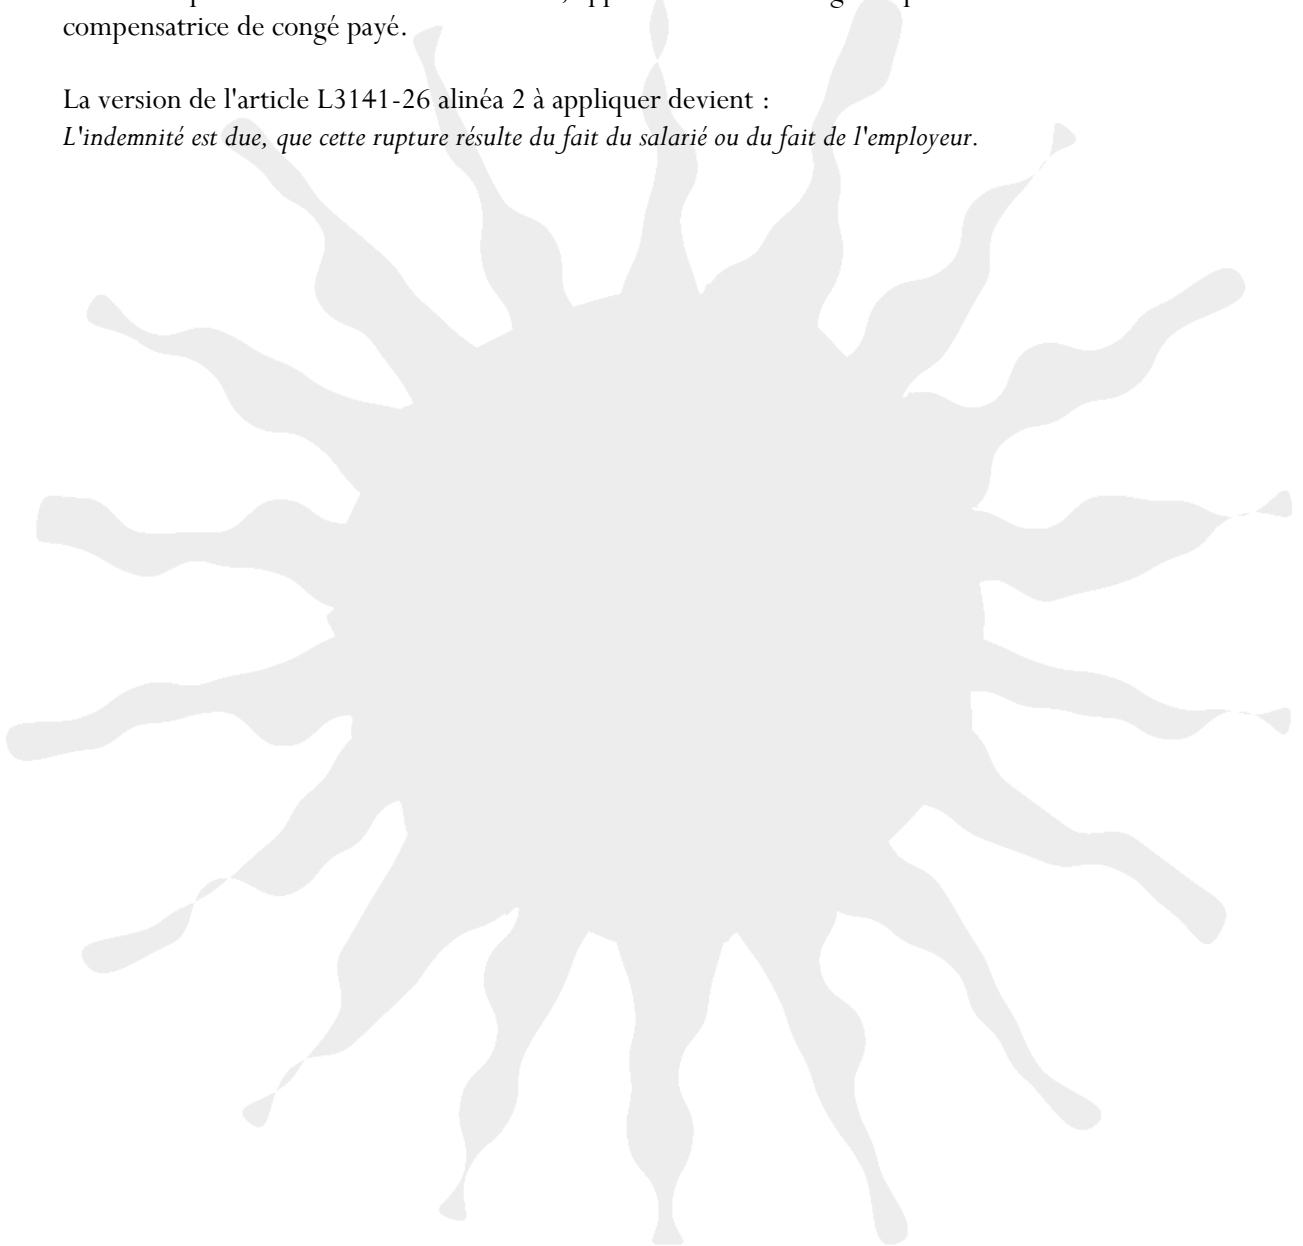 compensatrice de congé payé.
La version de l'article L3141-26 alinéa 2 à appliquer devient :
L'indemnité est due, que cette rupture résulte du fait du salarié ou du fait de l'employeur.